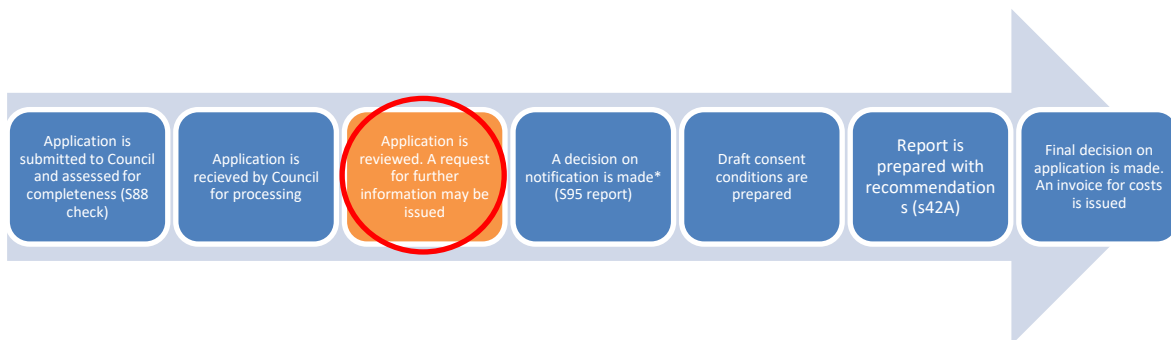 Application is
submitted to Council
and assessed for
completeness (S88
check)
Application is
recieved by Council
for processing
Application is
reviewed. A request
for further
information may be
issued
A decision on
notification is made*
(S95 report)
Draft consent
conditions are
prepared
Report is
prepared with
recommendation
s (s42A)
Final decision on
application is made.
An invoice for costs
is issued